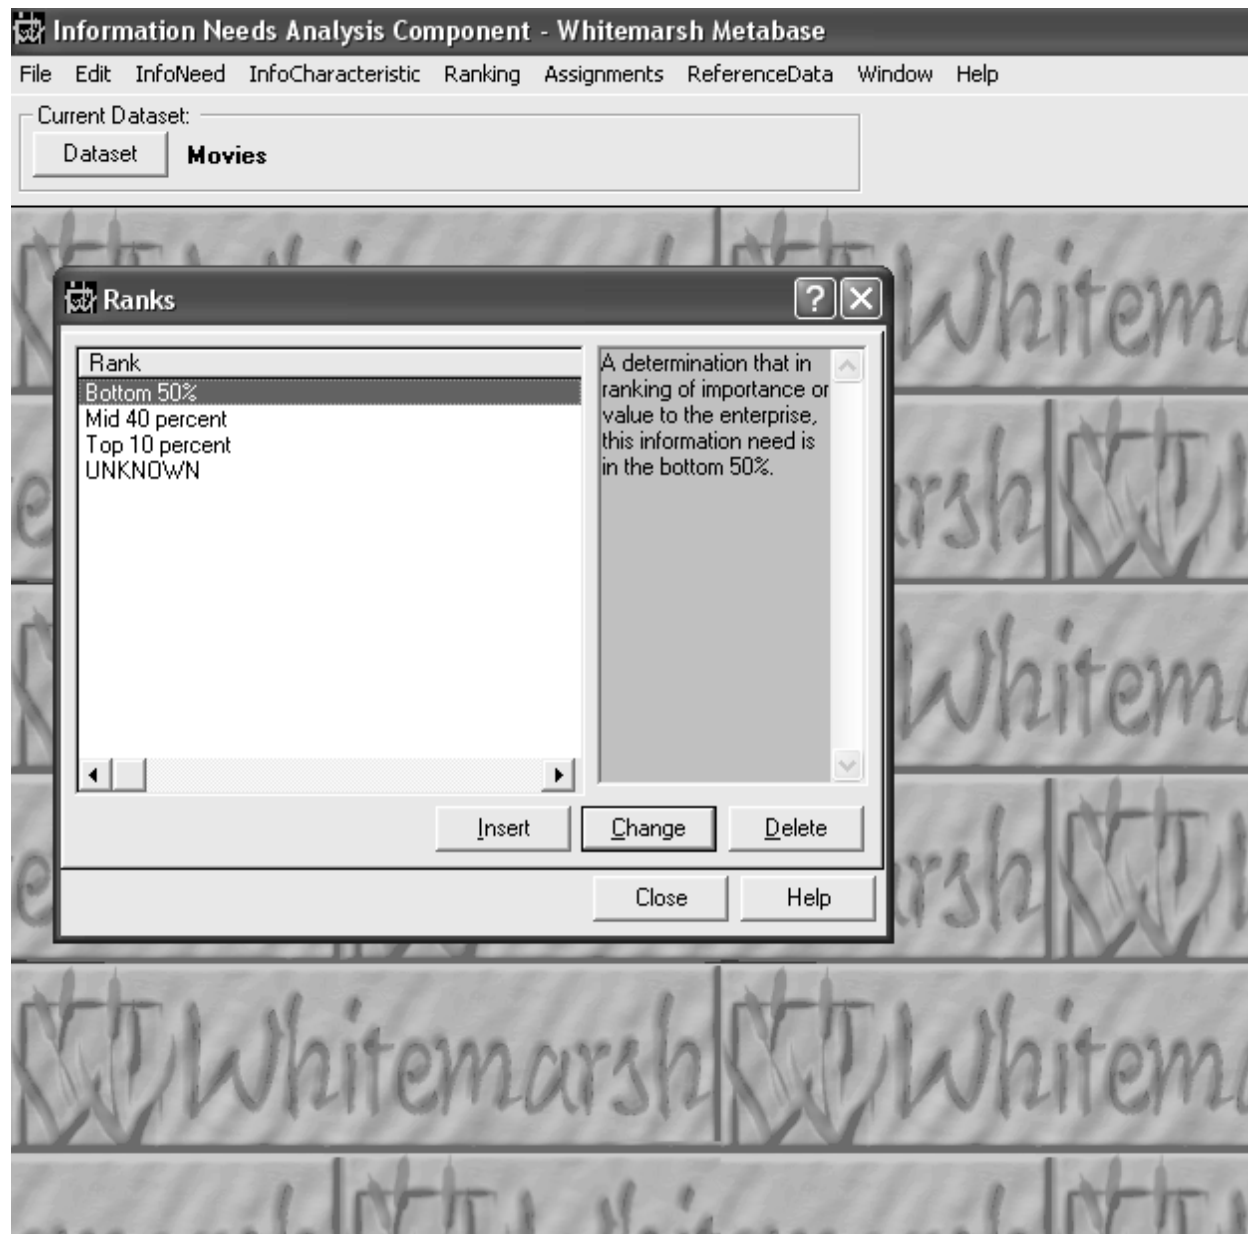 Information Needs Analysis Component - Whitemarsh Metabase
File Edit InfoNeed InfoCharacteristic Ranking Assignments ReferenceData Window Help
Current Dataset:
Dataset Movies
Ranks
Rank
Bottom 50%
Mid 40 percent
Top 10 percent
UNKNOWN
A determination that in
ranking of importance or
value to the enterprise,
this information need is
in the bottom 50%.
Insert Change Delete
Close Help
Whitemarsh